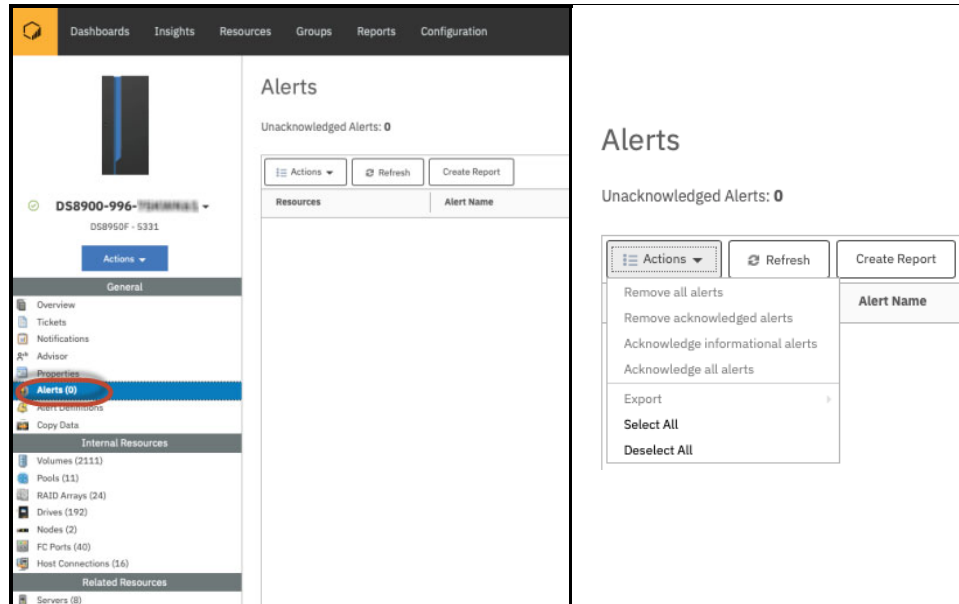 Dashboards Insights Resources Groups Reports Configuration
DS8900-996-
DS8950F - 5331
Actions
General
Overview
Tickets
Notifications
Advisor
Properties
Alerts (0)
Alert Definitions
Copy Data
Internal Resources
Volumes (2111)
Pools (11)
RAID Arrays (24)
Drives (192)
Nodes (2)
FC Ports (40)
Host Connections (16)
Related Resources
Servers (8)
Alerts
Unacknowledged Alerts: 0
Actions Refresh Create Report
Resources Alert Name
Alerts
Unacknowledged Alerts: 0
Actions Refresh Create Report
Alert Name
Remove all alerts
Remove acknowledged alerts
Acknowledge informational alerts
Acknowledge all alerts
Export
Select All
Deselect All